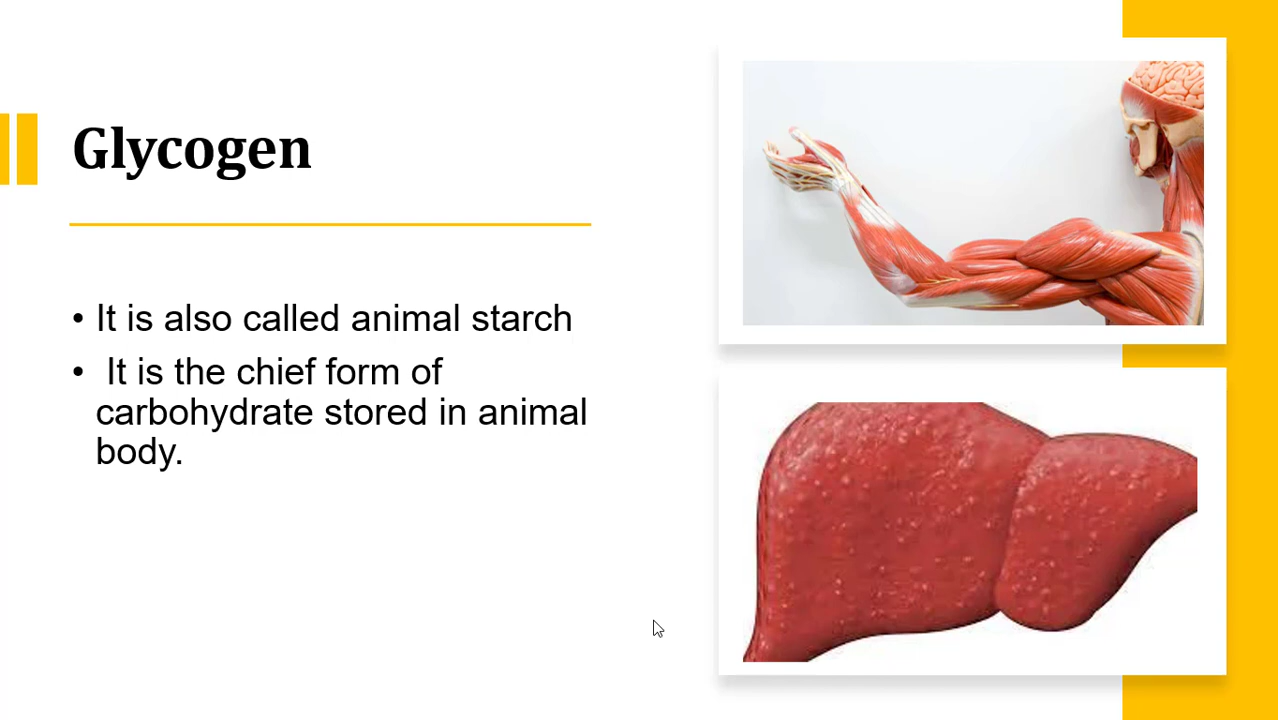 Glycogen
• It is also called animal starch
• It is the chief form of
carbohydrate stored in animal
body.